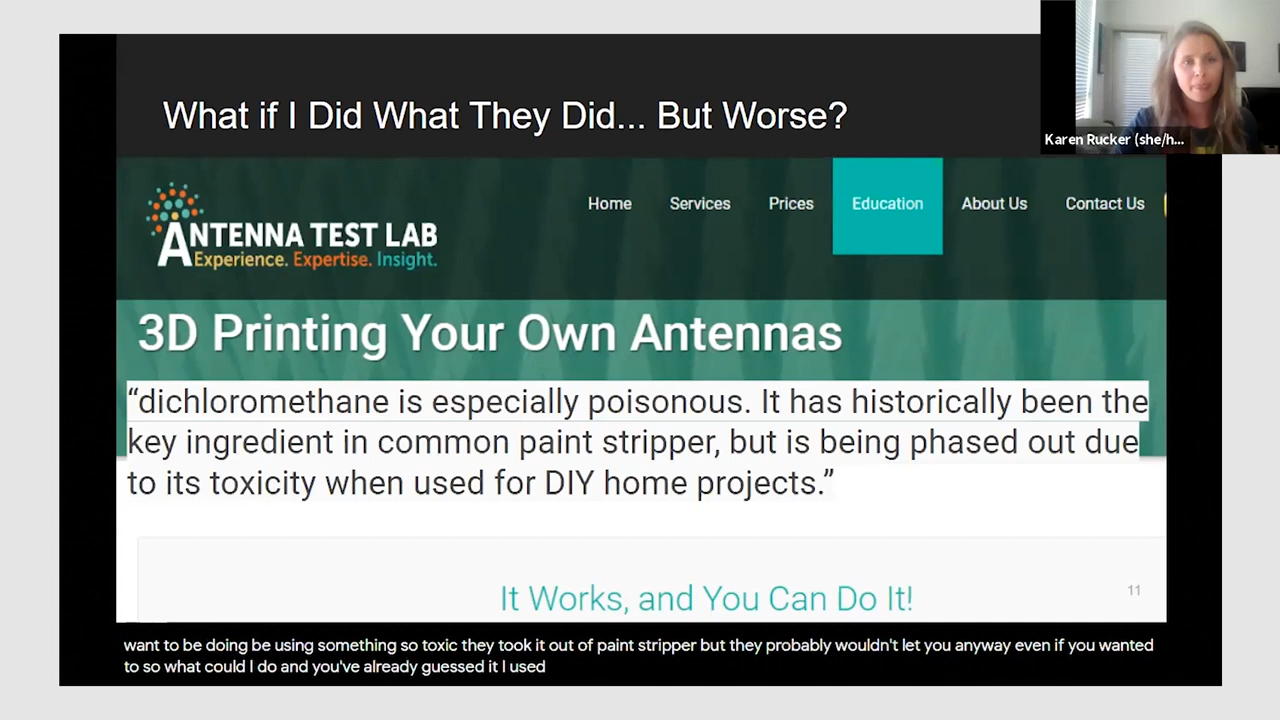 What if I Did What They Did... But Worse?
Karen Rucker (she/h...
ANTENNA TEST LAB
Experience. Expertise. Insight.
Home Services Prices Education About Us Contact Us
3D Printing Your Own Antennas
“dichloromethane is especially poisonous. It has historically been the
key ingredient in common paint stripper, but is being phased out due
to its toxicity when used for DIY home projects.”
It Works, and You Can Do It!
11
want to be doing be using something so toxic they took it out of paint stripper but they probably wouldn't let you anyway even if you wanted
to so what could I do and you've already guessed it I used